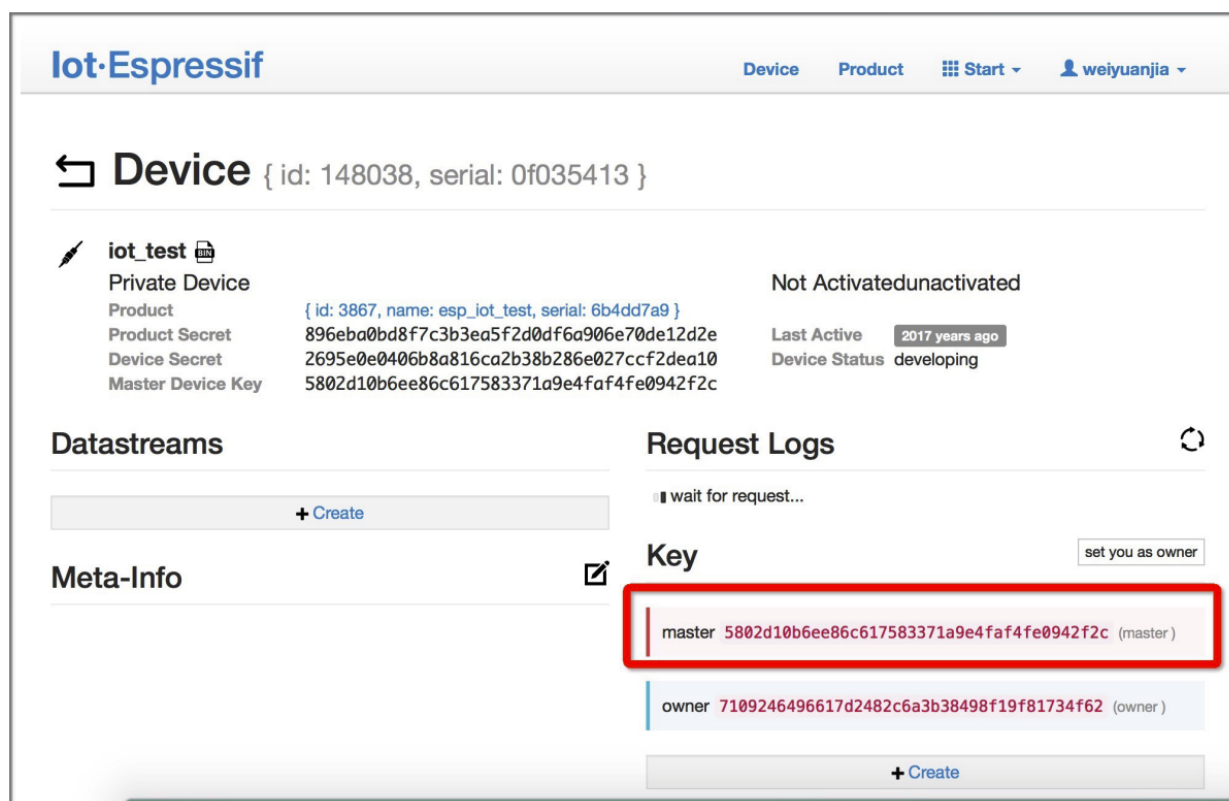 Iot·Espressif
Device Product Start weiyuanjia
Device { id: 148038, serial: 0f035413 }
iot_test BIN
Private Device
Product { id: 3867, name: esp_iot_test, serial: 6b4dd7a9 }
Product Secret 896eba0bd8f7c3b3ea5f2d0df6a906e70de12d2e
Device Secret 2695e0e0406b8a816ca2b38b286e027ccf2dea10
Master Device Key 5802d10b6ee86c617583371a9e4faf4fe0942f2c
Not Activatedunactivated
Last Active 2017 years ago
Device Status developing
Datastreams
+ Create
Meta-Info
Request Logs
wait for request...
Key
set you as owner
master 5802d10b6ee86c617583371a9e4faf4fe0942f2c (master)
owner 7109246496617d2482c6a3b38498f19f81734f62 (owner)
+ Create